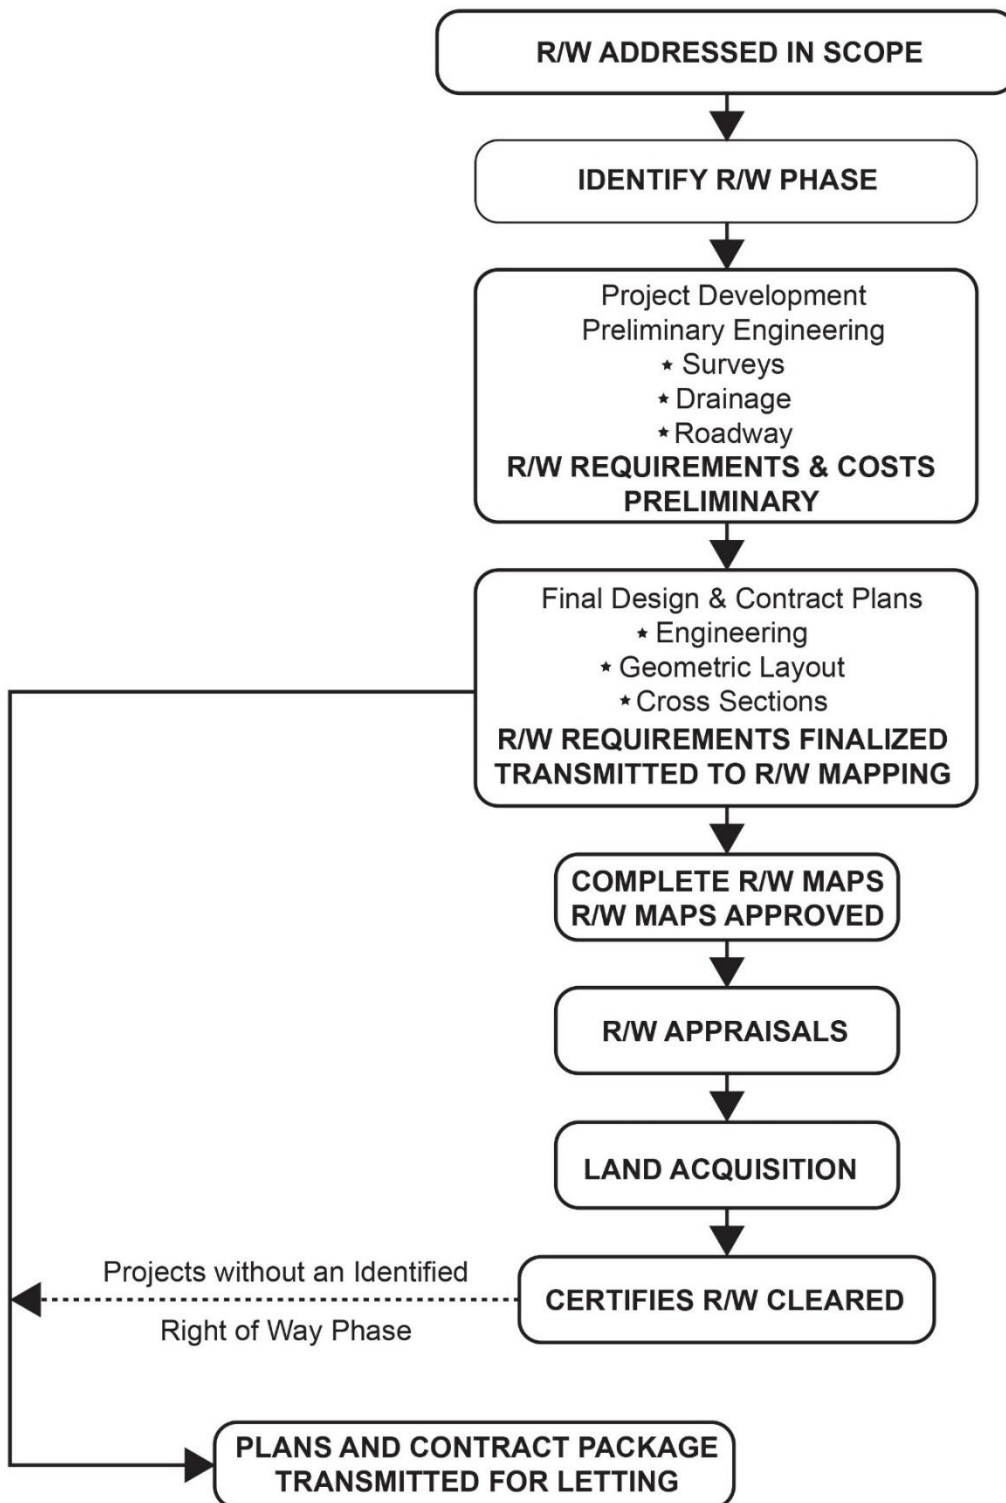 R/W ADDRESSED IN SCOPE
IDENTIFY R/W PHASE
Project Development
Preliminary Engineering
★ Surveys
★ Drainage
★ Roadway
R/W REQUIREMENTS & COSTS
PRELIMINARY
Final Design & Contract Plans
★ Engineering
★ Geometric Layout
★ Cross Sections
R/W REQUIREMENTS FINALIZED
TRANSMITTED TO R/W MAPPING
COMPLETE R/W MAPS
R/W MAPS APPROVED
R/W APPRAISALS
LAND ACQUISITION
CERTIFIES R/W CLEARED
Projects without an Identified
Right of Way Phase
PLANS AND CONTRACT PACKAGE
TRANSMITTED FOR LETTING